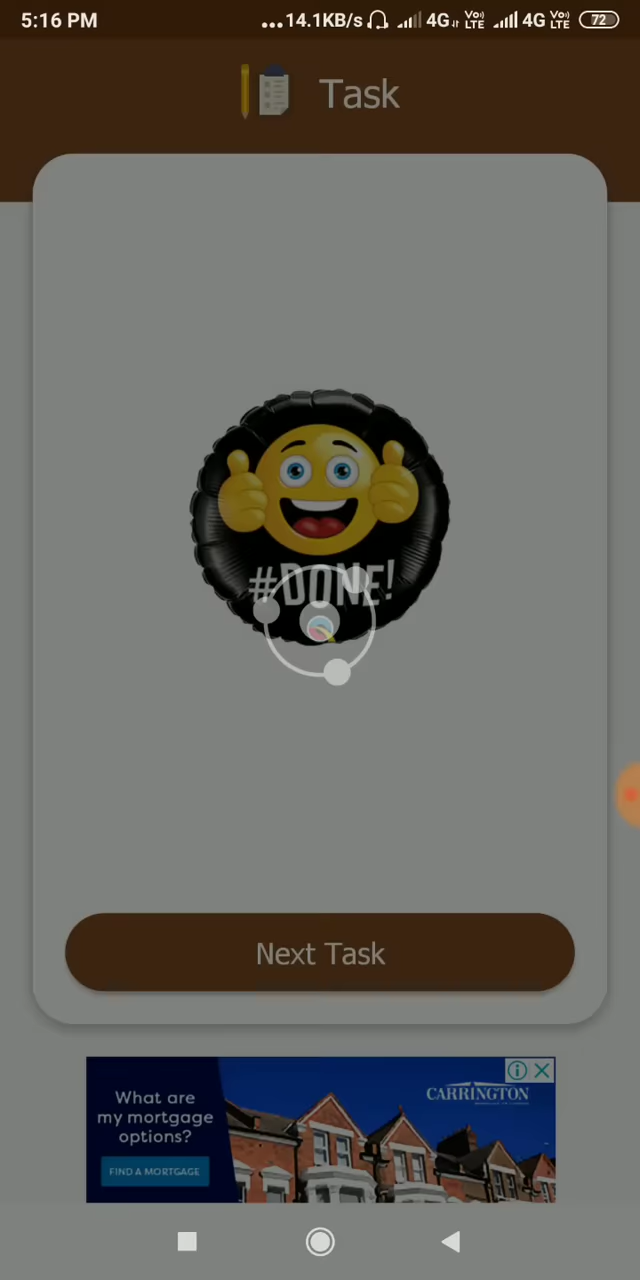 5:16 PM ...14.1KB/s 4G Vo) LTE 4G Vo) LTE 72
Task
#DONE!
Next Task
What are
my mortgage
options?
FIND A MORTGAGE
CARRINGTON